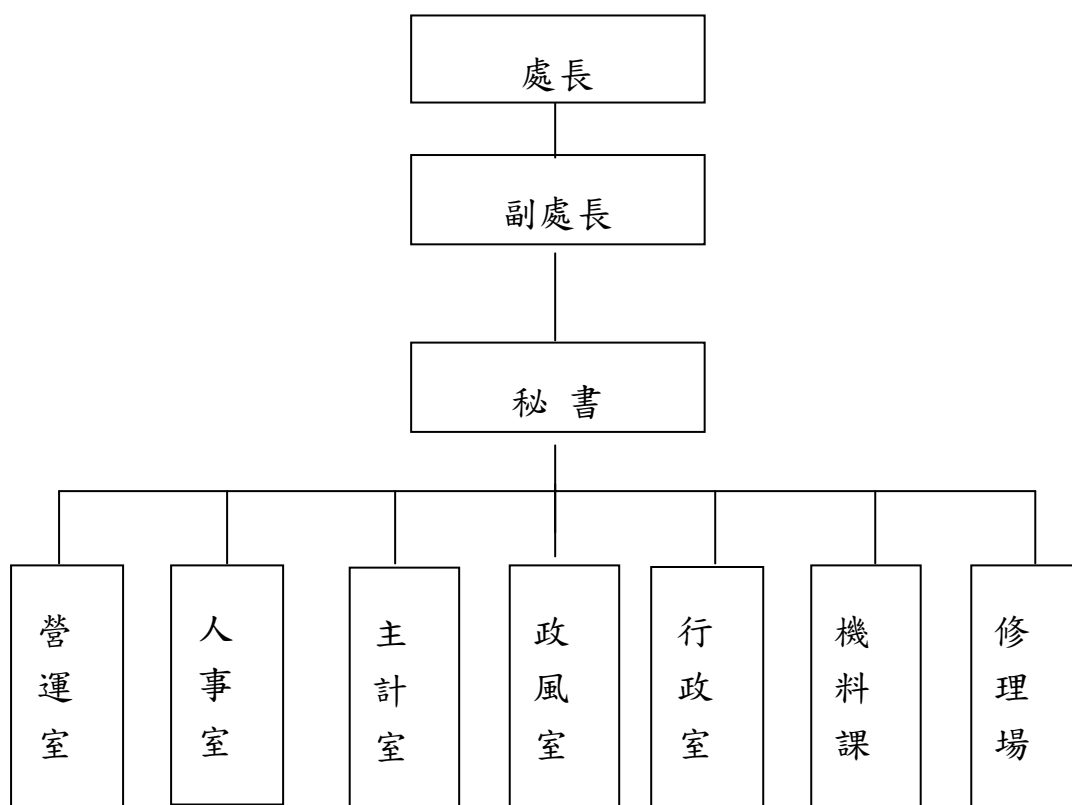 處長
副處長
秘 書
營運室
人事室
主計室
政風室
行政室
機料課
修理場